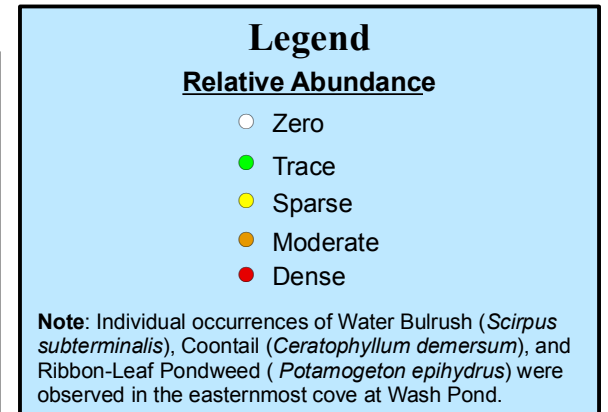 Legend
Relative Abundance
Zero
Trace
Sparse
Moderate
Dense
Note: Individual occurrences of Water Bulrush (Scirpus
subterminalis), Coontail (Ceratophyllum demersum), and
Ribbon-Leaf Pondweed ( Potamogeton epihydrus) were
observed in the easternmost cove at Wash Pond.